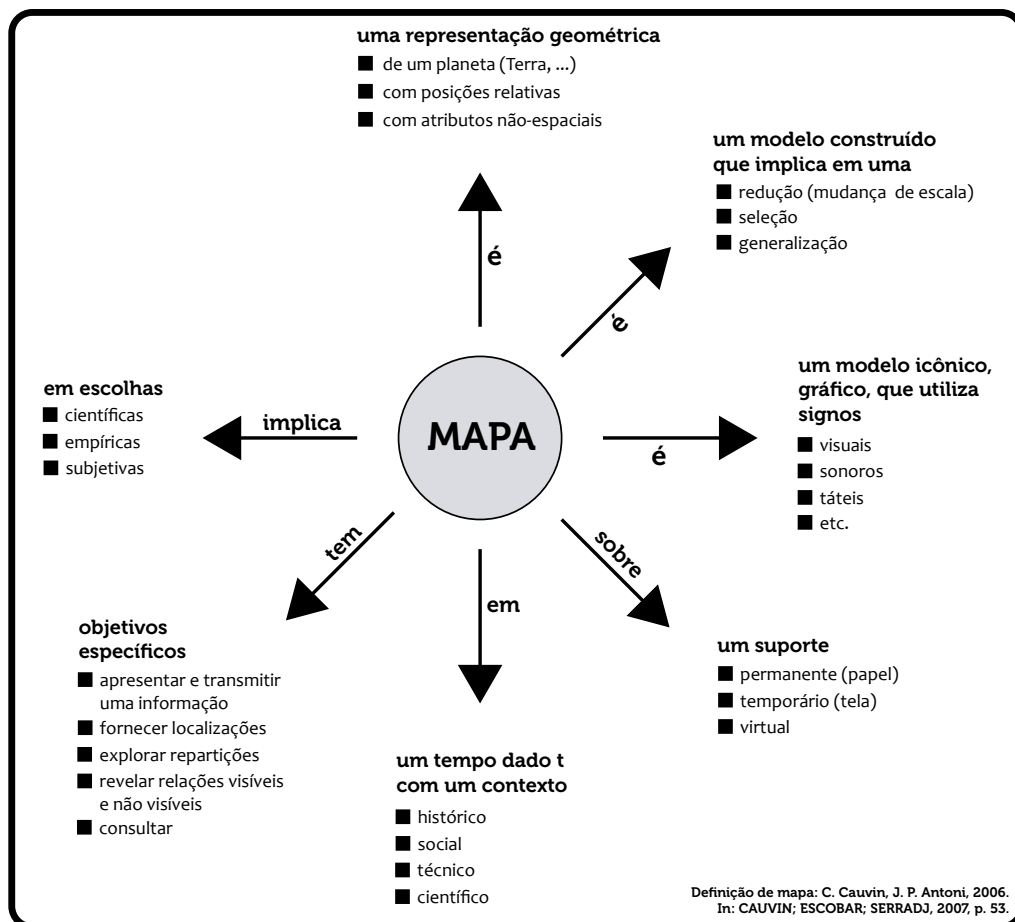 uma representação geométrica
■ de um planeta (Terra, ...)
■ com posições relativas
■ com atributos não-espaciais
é
um modelo construído
que implica em uma
■ redução (mudança de escala)
■ seleção
■ generalização
é
um modelo icônico,
gráfico, que utiliza
signos
■ visuais
■ sonoros
■ táteis
■ etc.
é
MAPA
em escolhas
■ científicas
■ empíricas
■ subjetivas
implica
tem
objetivos
específicos
■ apresentar e transmitir
uma informação
■ fornecer localizações
■ explorar repartições
■ revelar relações visíveis
e não visíveis
■ consultar
em
um tempo dado t
com um contexto
■ histórico
■ social
■ técnico
■ científico
sobre
um suporte
■ permanente (papel)
■ temporário (tela)
■ virtual
Definição de mapa: C. Cauvin, J. P. Antoni, 2006.
In: CAUVIN; ESCOBAR; SERRADJ, 2007, p. 53.